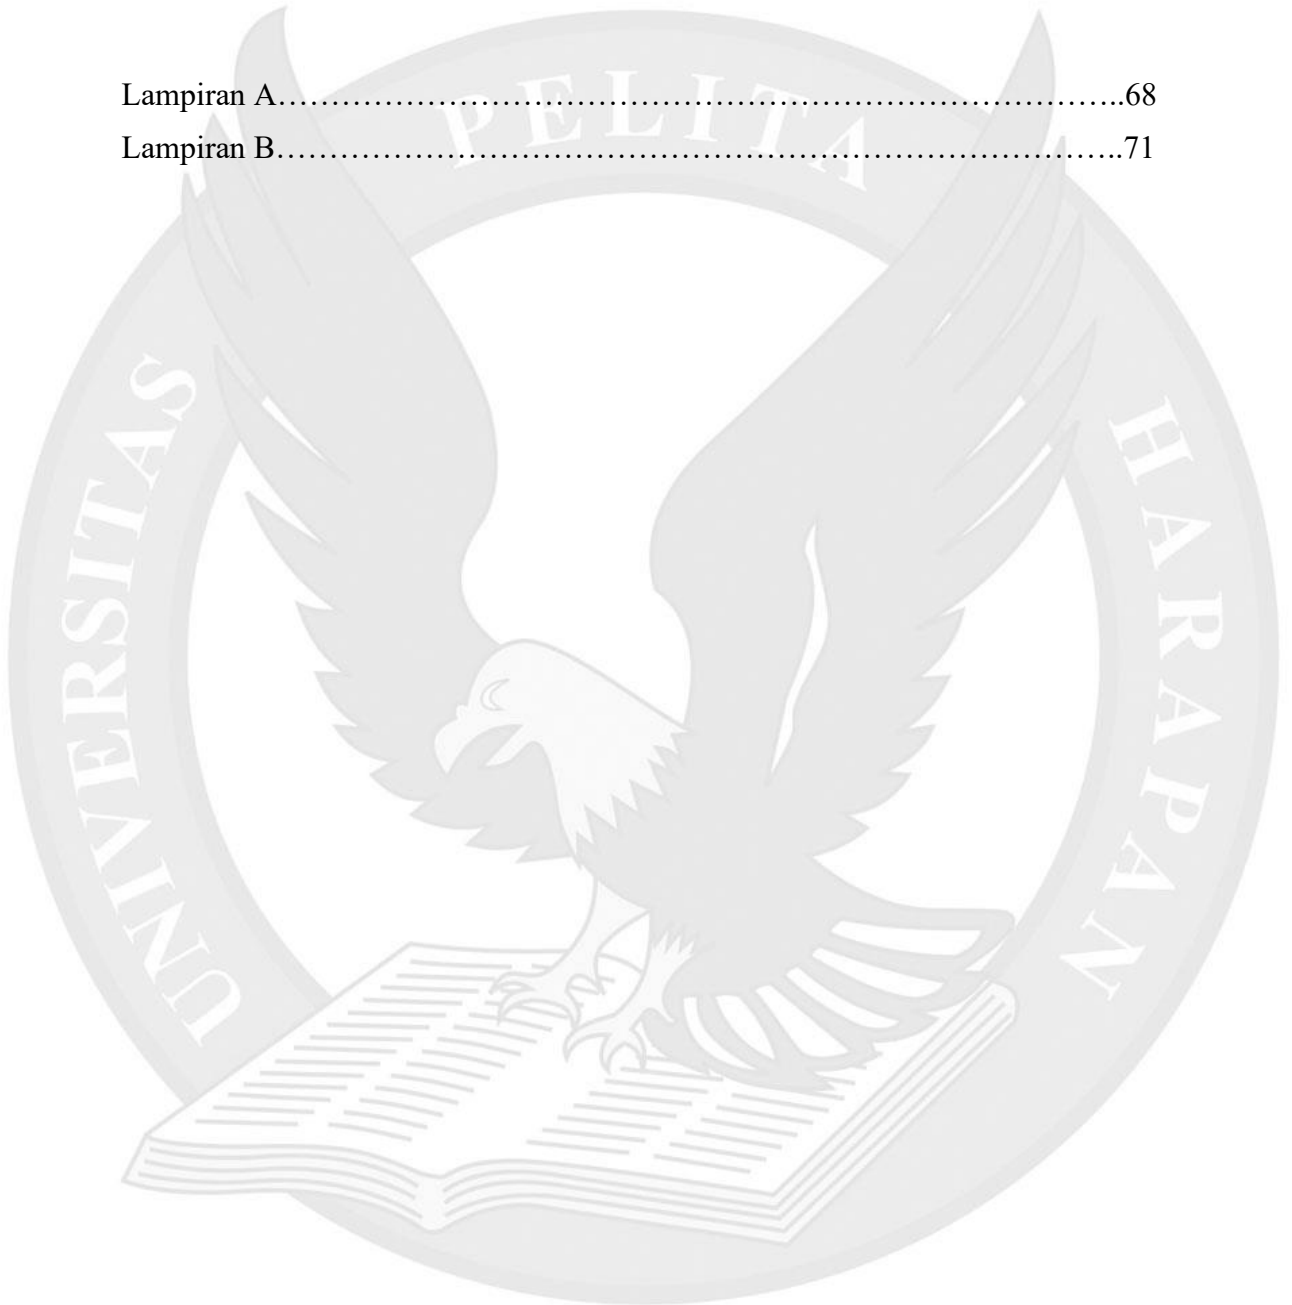 Lampiran A……………………………………………………………………..68
Lampiran B……………………………………………………………………..71
UNIVERSITAS PELITA HARAPAN